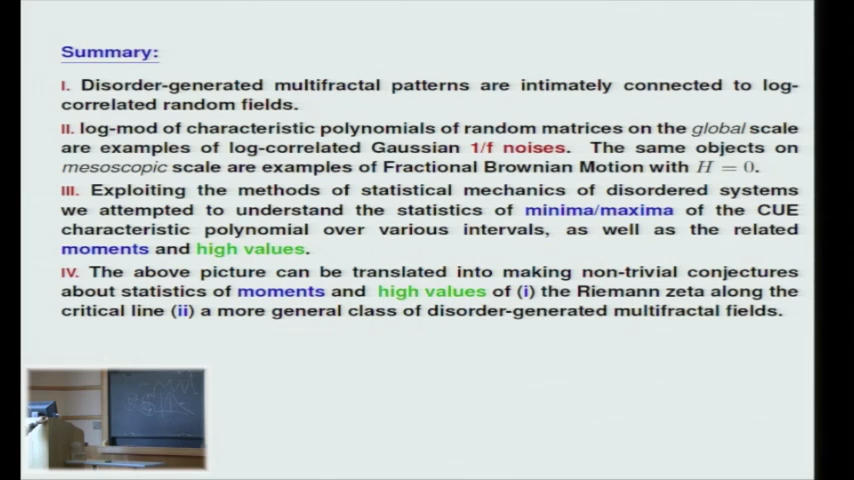 Summary:
I. Disorder-generated multifractal patterns are intimately connected to log-
correlated random fields.
II. log-mod of characteristic polynomials of random matrices on the global scale
are examples of log-correlated Gaussian 1/f noises. The same objects on
mesoscopic scale are examples of Fractional Brownian Motion with H = 0.
III. Exploiting the methods of statistical mechanics of disordered systems
we attempted to understand the statistics of minima/maxima of the CUE
characteristic polynomial over various intervals, as well as the related
moments and high values.
IV. The above picture can be translated into making non-trivial conjectures
about statistics of moments and high values of (i) the Riemann zeta along the
critical line (ii) a more general class of disorder-generated multifractal fields.